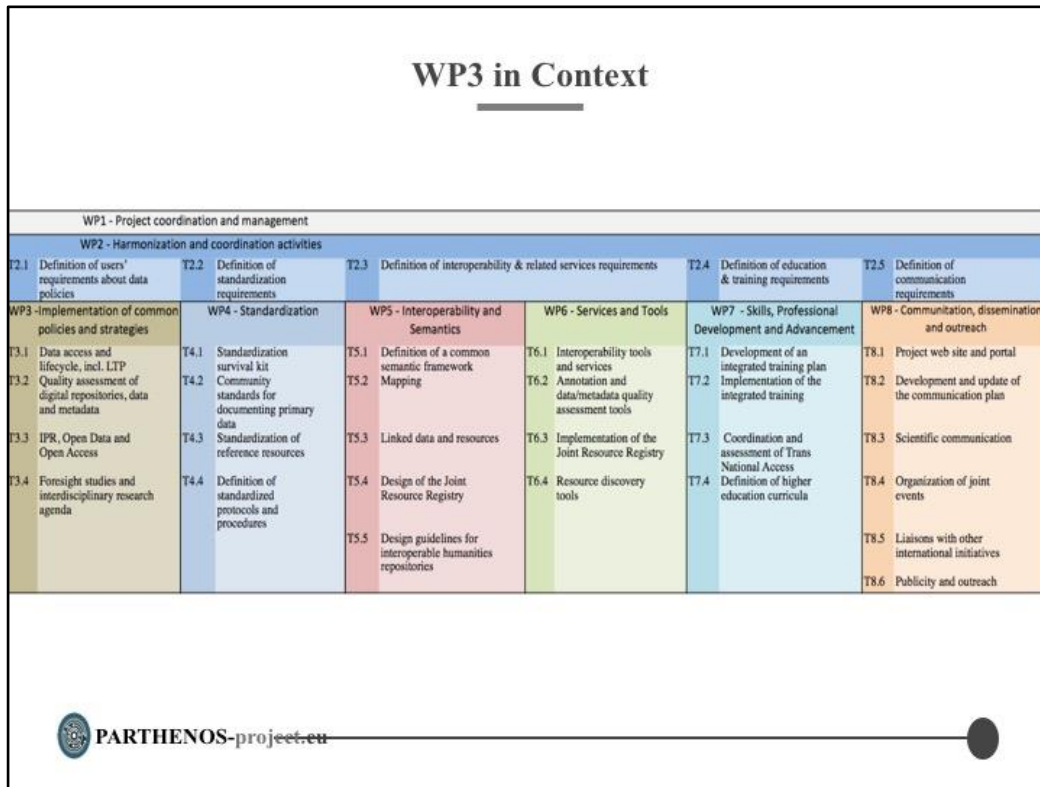 WP3 in Context
WP1 - Project coordination and management
WP2 - Harmonization and coordination activities
T2.1 Definition of users'
requirements about data
policies
T2.2 Definition of
standardization
requirements
T2.3 Definition of interoperability & related services requirements
T2.4 Definition of education
& training requirements
T2.5 Definition of
communication
requirements
WP3 -Implementation of common
policies and strategies
T3.1 Data access and
lifecycle, incl. LTP
T3.2 Quality assessment of
digital repositories, data
and metadata
T3.3 IPR, Open Data and
Open Access
T3.4 Foresight studies and
interdisciplinary research
agenda
WP4 - Standardization
T4.1 Standardization
survival kit
T4.2 Community
standards for
documenting primary
data
T4.3 Standardization of
reference resources
T4.4 Definition of
standardized
protocols and
procedures
WP5 - Interoperability and
Semantics
T5.1 Definition of a common
semantic framework
T5.2 Mapping
T5.3 Linked data and resources
T5.4 Design of the Joint
Resource Registry
T5.5 Design guidelines for
interoperable humanities
repositories
WP6 - Services and Tools
T6.1 Interoperability tools
and services
T6.2 Annotation and
data/metadata quality
assessment tools
T6.3 Implementation of the
Joint Resource Registry
T6.4 Resource discovery
tools
WP7 - Skills, Professional
Development and Advancement
T7.1 Development of an
integrated training plan
T7.2 Implementation of the
integrated training
T7.3 Coordination and
assessment of Trans
National Access
T7.4 Definition of higher
education curricula
WP8 - Communitation, dissemination
and outreach
T8.1 Project web site and portal
T8.2 Development and update of
the communication plan
T8.3 Scientific communication
T8.4 Organization of joint
events
T8.5 Liaisons with other
international initiatives
T8.6 Publicity and outreach
PARTHENOS-project.eu